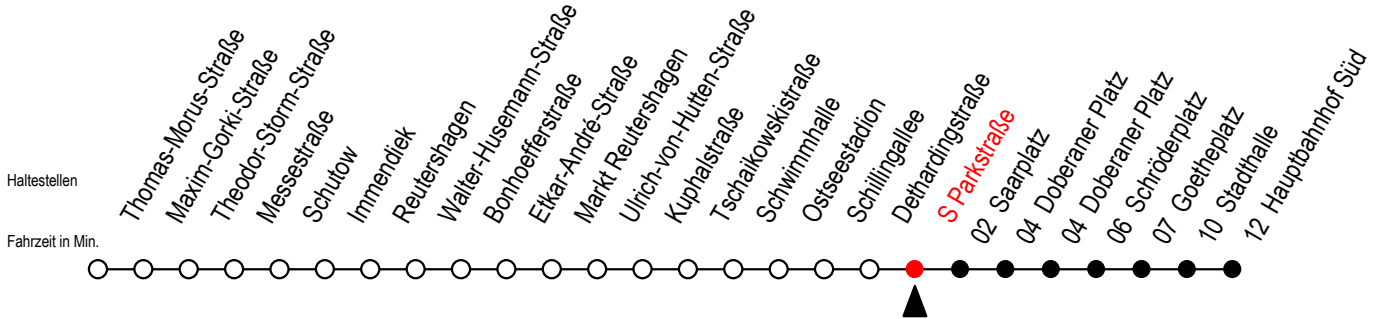 Haltestellen
Fahrzeit in Min.
Thomas-Morus-Straße
Maxim-Gorki-Straße
Theodor-Storm-Straße
Messestraße
Schutow
Immendiek
Reutershagen
Walter-Husemann-Straße
Bonhoefferstraße
Etkar-André-Straße
Markt Reutershagen
Ulrich-von-Hutten-Straße
Kuphalstraße
Tschaikowskistraße
Schwimmhalle
Ostseestadion
Schillingallee
Dethardingstraße
S Parkstraße
02 Saarplatz
04 Doberaner Platz
04 Doberaner Platz
06 Schröderplatz
07 Goetheplatz
10 Stadthalle
12 Hauptbahnhof Süd